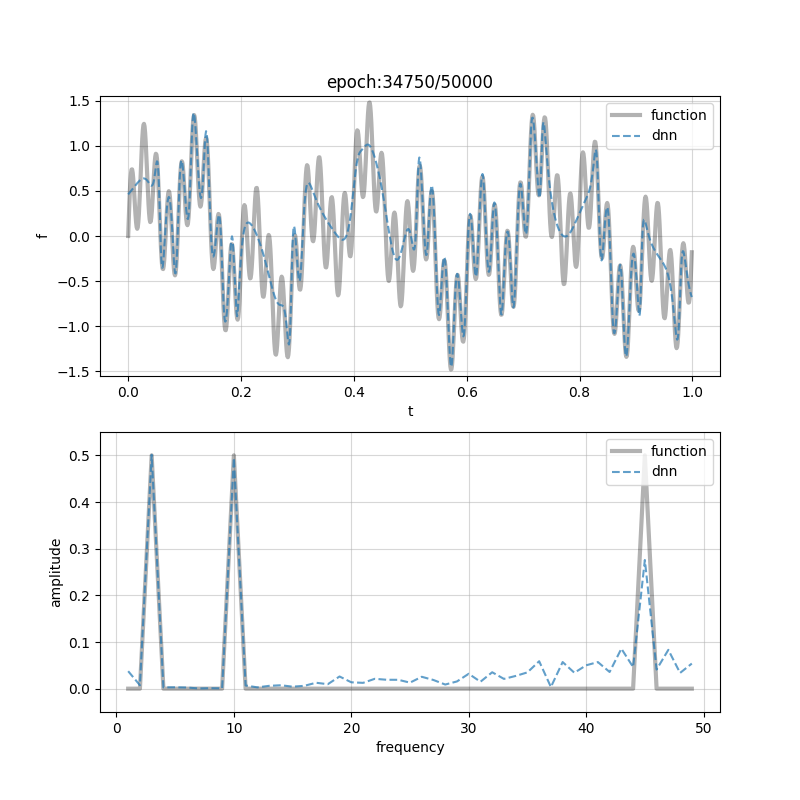 epoch:34750/50000
function
dnn
f
1.5
1.0
0.5
0.0
−0.5
−1.0
−1.5
0.0 0.2 0.4 0.6 0.8 1.0
t
function
dnn
amplitude
0.5
0.4
0.3
0.2
0.1
0.0
0 10 20 30 40 50
frequency